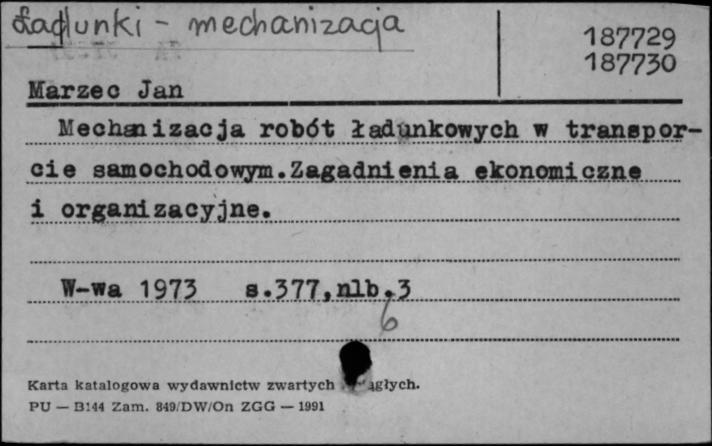 Ładunki - mechanizacja
187729
187730
Marzec Jan
Mechanizacja robót ładunkowych w transpor-
cie samochodowym.Zagadnienia ekonomiczne
i organizacyjne.
W-wa 1973 s.377,nlb.3
6
Karta katalogowa wydawnictw zwartych
PU — B144 Zam. 849/DW/On ZGG — 1991